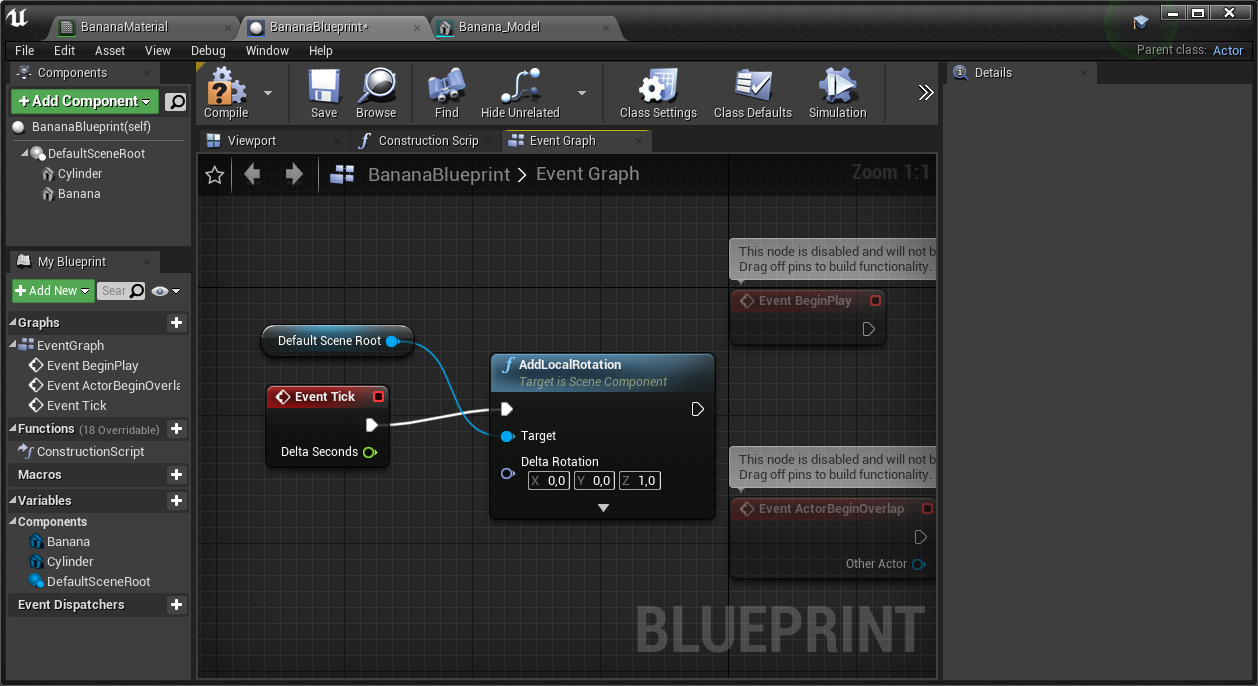 BananaMaterial
BananaBlueprint*
Banana_Model
File Edit Asset View Debug Window Help
Parent class: Actor
Components
+Add Component
BananaBlueprint(self)
DefaultSceneRoot
Cylinder
Banana
My Blueprint
+Add New
Sear
Graphs
EventGraph
Event BeginPlay
Event ActorBeginOverla
Event Tick
Functions (18 Overridable)
ConstructionScript
Macros
Variables
Components
Banana
Cylinder
DefaultSceneRoot
Event Dispatchers
Compile
Save
Browse
Find
Hide Unrelated
Class Settings
Class Defaults
Simulation
Viewport
Construction Scrip
Event Graph
BananaBlueprint > Event Graph
Zoom 1:1
Default Scene Root
Event Tick
Delta Seconds
AddLocalRotation
Target is Scene Component
Target
Delta Rotation
X 0,0 Y 0,0 Z 1,0
This node is disabled and will not b
Drag off pins to build functionality.
Event BeginPlay
This node is disabled and will not b
Drag off pins to build functionality.
Event ActorBeginOverlap
Other Actor
BLUEPRINT
Details